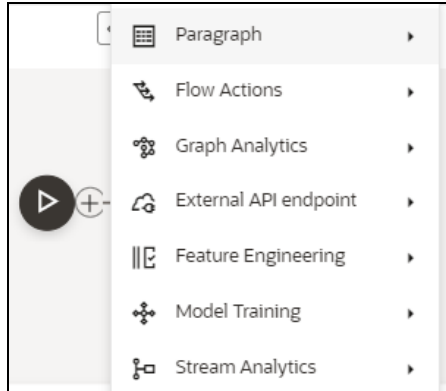 Paragraph
Flow Actions
Graph Analytics
External API endpoint
Feature Engineering
Model Training
Stream Analytics